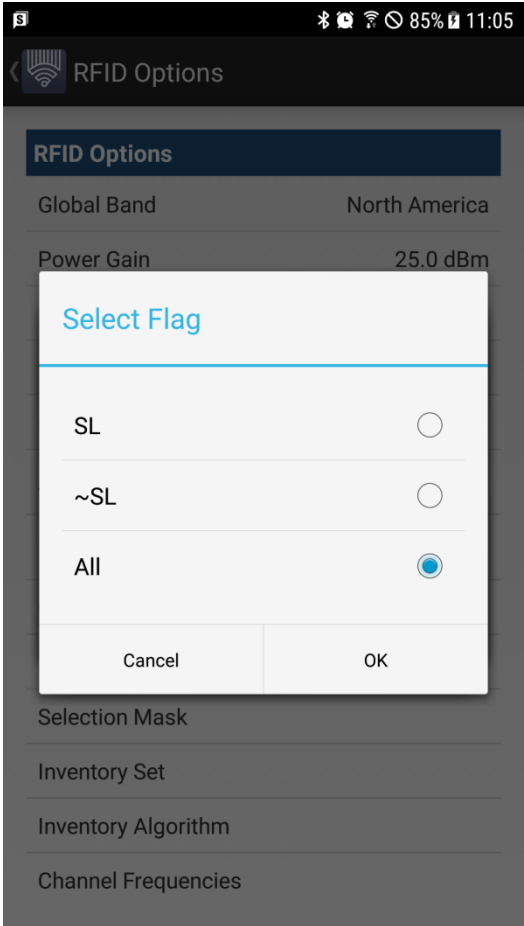 S 85% 11:05
RFID Options
RFID Options
Global Band North America
Power Gain 25.0 dBm
Select Flag
SL
~SL
All
Cancel OK
Selection Mask
Inventory Set
Inventory Algorithm
Channel Frequencies